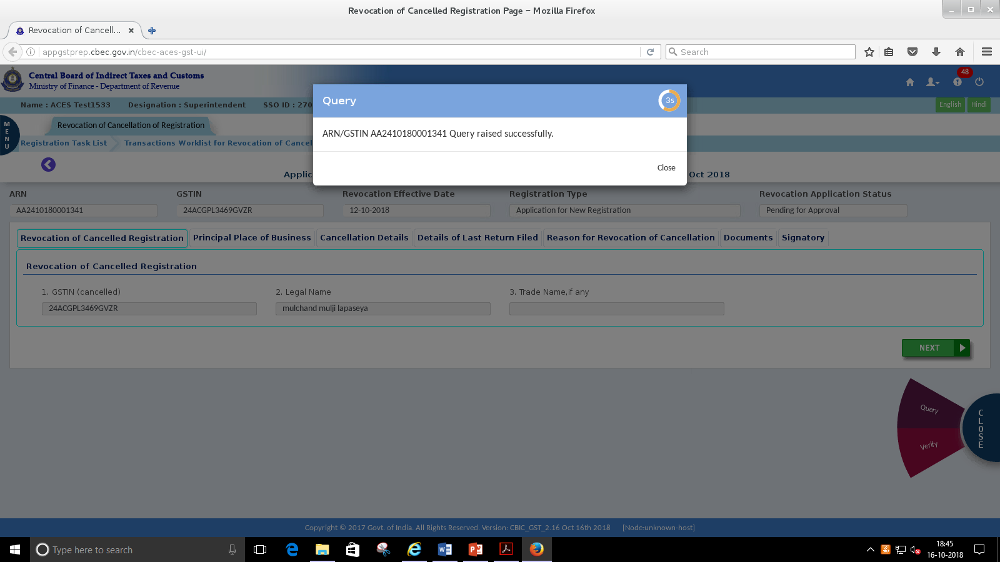 Revocation of Cancelled Registration Page – Mozilla Firefox
Revocation of Cancell...
appgstprep.cbec.gov.in/cbec-aces-gst-ui/
Search
Central Board of Indirect Taxes and Customs
Ministry of Finance - Department of Revenue
48
Name : ACES Test1533 Designation : Superintendent SSO ID : 270
English Hindi
MENU
Revocation of Cancellation of Registration
Registration Task List Transactions Worklist for Revocation of Cancel
Query
3s
ARN/GSTIN AA2410180001341 Query raised successfully.
Close
Applic Oct 2018
ARN GSTIN Revocation Effective Date Registration Type Revocation Application Status
AA2410180001341 24ACGPL3469GVZR 12-10-2018 Application for New Registration Pending for Approval
Revocation of Cancelled Registration Principal Place of Business Cancellation Details Details of Last Return Filed Reason for Revocation of Cancellation Documents Signatory
Revocation of Cancelled Registration
1. GSTIN (cancelled) 2. Legal Name 3. Trade Name,if any
24ACGPL3469GVZR mulchand mulji lapaseya
NEXT
Query
Verify
CLOSE
Copyright © 2017 Govt. of India. All Rights Reserved. Version: CBIC_GST_2.16 Oct 16th 2018 [Node:unknown-host]
Type here to search
18:45
16-10-2018